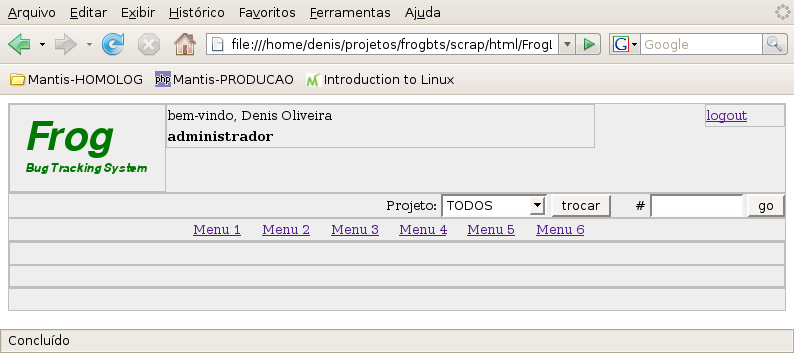 Arquivo Editar Exibir Histórico Favoritos Ferramentas Ajuda
file:///home/denis/projetos/frogbts/scrap/html/Frogl
G Google
Mantis-HOMOLOG php Mantis-PRODUCAO Introduction to Linux
Frog
Bug Tracking System
bem-vindo, Denis Oliveira
administrador
logout
Projeto: TODOS trocar # go
Menu 1 Menu 2 Menu 3 Menu 4 Menu 5 Menu 6
Concluído